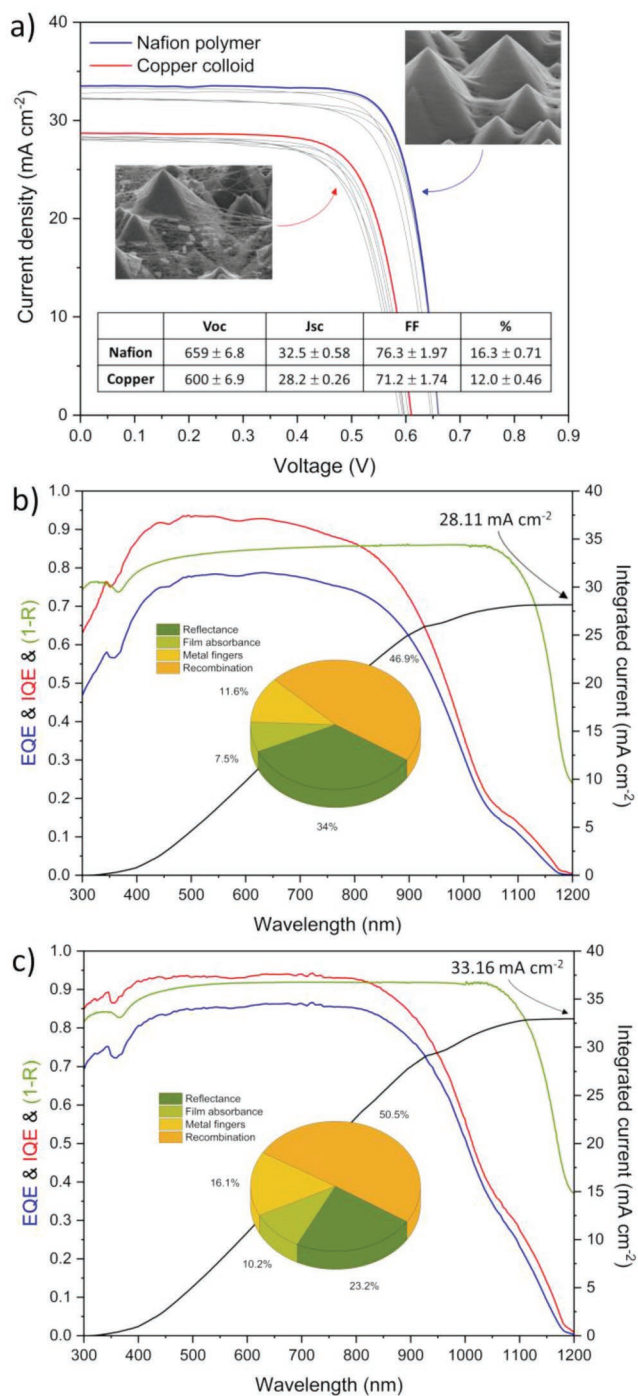 a)
Nafion polymer
Copper colloid
40
30
20
10
0
Current density (mA cm⁻²)
Voc Jsc FF %
Nafion 659 ± 6.8 32.5 ± 0.58 76.3 ± 1.97 16.3 ± 0.71
Copper 600 ± 6.9 28.2 ± 0.26 71.2 ± 1.74 12.0 ± 0.46
0.0 0.1 0.2 0.3 0.4 0.5 0.6 0.7 0.8 0.9
Voltage (V)
b)
1.0
0.9
0.8
0.7
0.6
0.5
0.4
0.3
0.2
0.1
0.0
EQE & IQE & (1-R)
28.11 mA cm⁻²
Reflectance
Film absorbance
Metal fingers
Recombination
46.9%
11.6%
7.5%
34%
40
35
30
25
20
15
10
5
0
Integrated current (mA cm⁻²)
300 400 500 600 700 800 900 1000 1100 1200
Wavelength (nm)
c)
1.0
0.9
0.8
0.7
0.6
0.5
0.4
0.3
0.2
0.1
0.0
EQE & IQE & (1-R)
33.16 mA cm⁻²
Reflectance
Film absorbance
Metal fingers
Recombination
50.5%
16.1%
10.2%
23.2%
40
35
30
25
20
15
10
5
0
Integrated current (mA cm⁻²)
300 400 500 600 700 800 900 1000 1100 1200
Wavelength (nm)